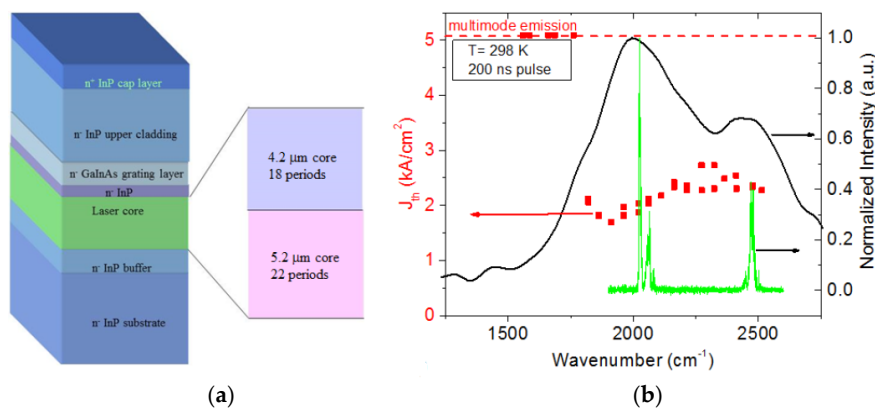 n⁺ InP cap layer
n⁻ InP upper cladding
n⁻ GaInAs grating layer
n⁻ InP
Laser core
n⁻ InP buffer
n⁻ InP substrate
4.2 μm core
18 periods
5.2 μm core
22 periods
(a)
multimode emission
T= 298 K
200 ns pulse
5
4
3
2
1
0
J_th (kA/cm²)
1.0
0.8
0.6
0.4
0.2
0.0
Normalized Intensity (a.u.)
1500
2000
2500
Wavenumber (cm⁻¹)
(b)